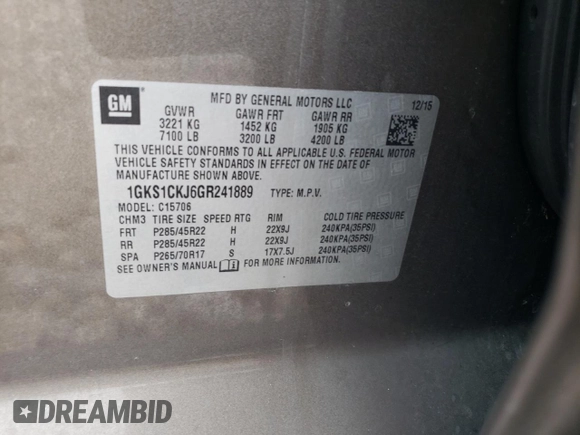 GM
MFD BY GENERAL MOTORS LLC 12/15
GVWR GAWR FRT GAWR RR
3221 KG 1452 KG 1905 KG
7100 LB 3200 LB 4200 LB
THIS VEHICLE CONFORMS TO ALL APPLICABLE U.S. FEDERAL MOTOR
VEHICLE SAFETY STANDARDS IN EFFECT ON THE DATE OF
MANUFACTURE SHOWN ABOVE.
1GKS1CKJ6GR241889 TYPE: M.P.V.
MODEL: C15706
CHM3 TIRE SIZE SPEED RTG RIM COLD TIRE PRESSURE
FRT P285/45R22 H 22X9J 240KPA(35PSI)
RR P285/45R22 H 22X9J 240KPA(35PSI)
SPA P265/70R17 S 17X7.5J 240KPA(35PSI)
SEE OWNER'S MANUAL FOR MORE INFORMATION.
DREAMBID